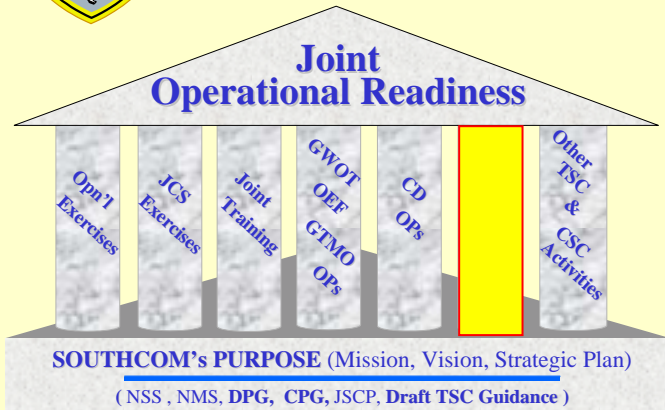 Joint
Operational Readiness
Opn'l
Exercises
JCS
Exercises
Joint
Training
GWOT
OEF
GTMO
OPs
CD
OPs
Other
TSC
&
CSC
Activities
SOUTHCOM's PURPOSE (Mission, Vision, Strategic Plan)
( NSS , NMS, DPG, CPG, JSCP, Draft TSC Guidance )